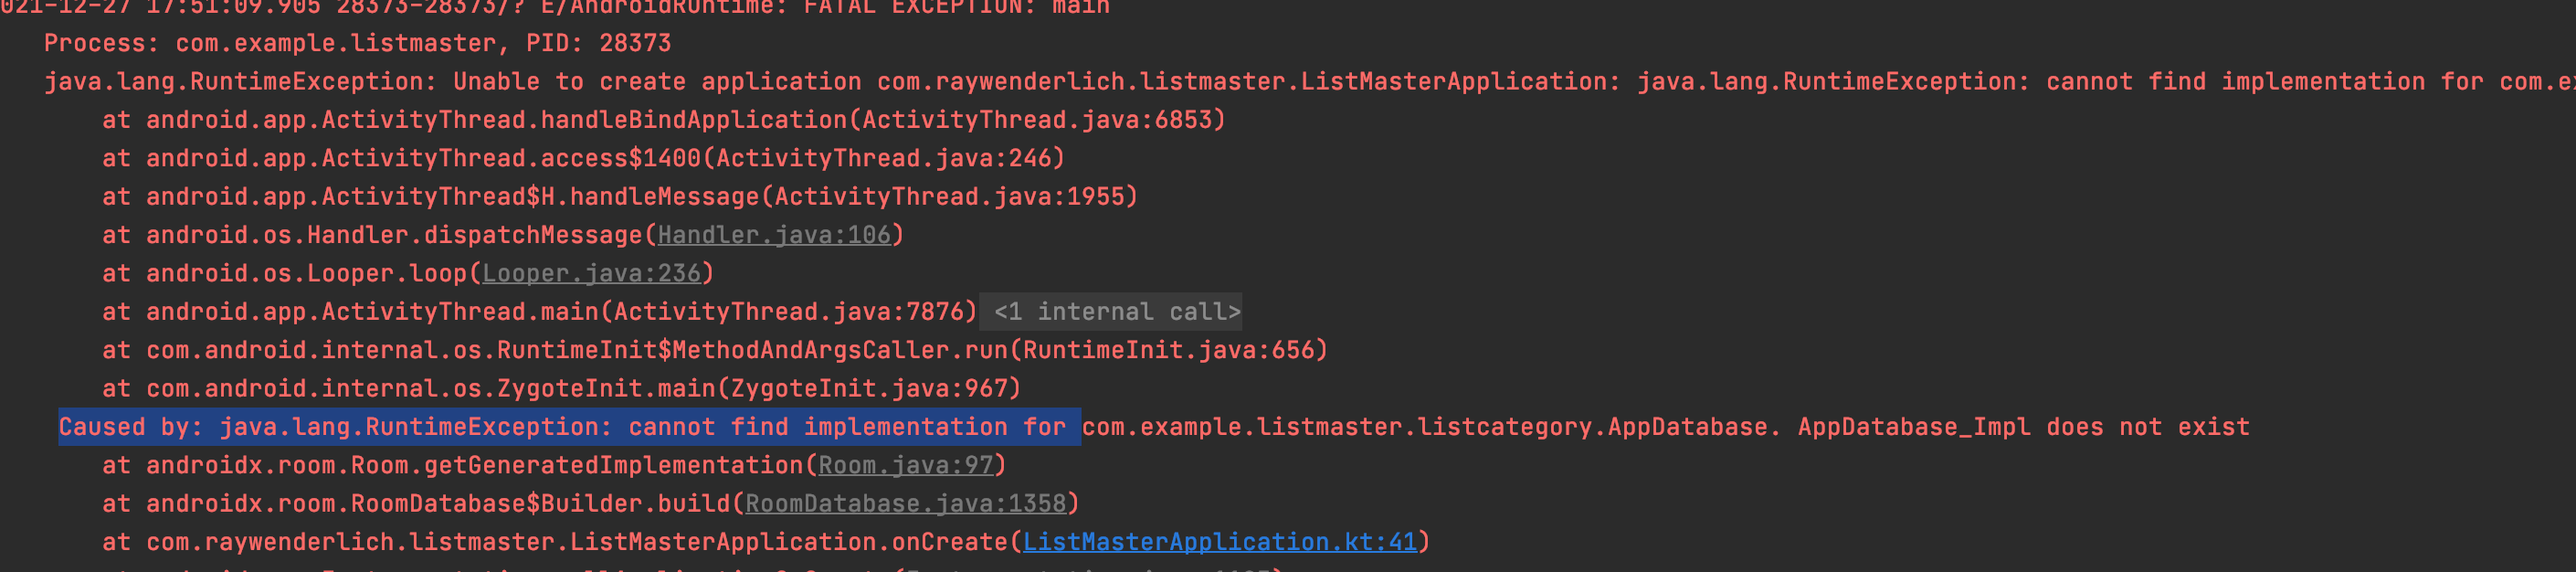 021-12-27 17:51:09.905 28373-28373/? E/AndroidRuntime: FATAL EXCEPTION: main
Process: com.example.listmaster, PID: 28373
java.lang.RuntimeException: Unable to create application com.raywenderlich.listmaster.ListMasterApplication: java.lang.RuntimeException: cannot find implementation for com.ex
at android.app.ActivityThread.handleBindApplication(ActivityThread.java:6853)
at android.app.ActivityThread.access$1400(ActivityThread.java:246)
at android.app.ActivityThread$H.handleMessage(ActivityThread.java:1955)
at android.os.Handler.dispatchMessage(Handler.java:106)
at android.os.Looper.loop(Looper.java:236)
at android.app.ActivityThread.main(ActivityThread.java:7876) <1 internal call>
at com.android.internal.os.RuntimeInit$MethodAndArgsCaller.run(RuntimeInit.java:656)
at com.android.internal.os.ZygoteInit.main(ZygoteInit.java:967)
Caused by: java.lang.RuntimeException: cannot find implementation for com.example.listmaster.listcategory.AppDatabase. AppDatabase_Impl does not exist
at androidx.room.Room.getGeneratedImplementation(Room.java:97)
at androidx.room.RoomDatabase$Builder.build(RoomDatabase.java:1358)
at com.raywenderlich.listmaster.ListMasterApplication.onCreate(ListMasterApplication.kt:41)